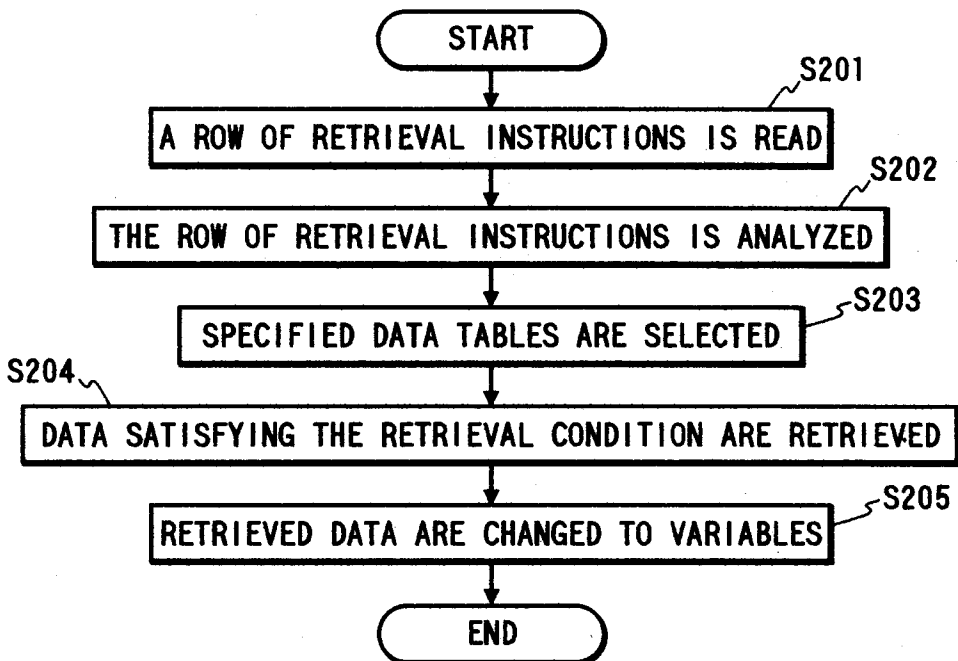 START
S201
A ROW OF RETRIEVAL INSTRUCTIONS IS READ
S202
THE ROW OF RETRIEVAL INSTRUCTIONS IS ANALYZED
S203
SPECIFIED DATA TABLES ARE SELECTED
S204
DATA SATISFYING THE RETRIEVAL CONDITION ARE RETRIEVED
S205
RETRIEVED DATA ARE CHANGED TO VARIABLES
END